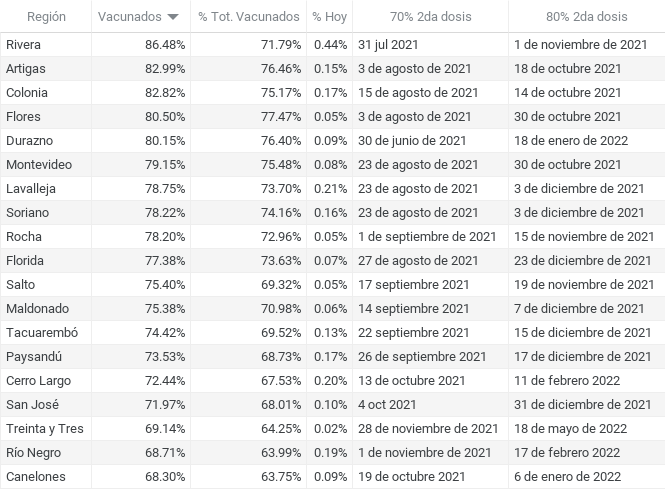 Región Vacunados % Tot. Vacunados % Hoy 70% 2da dosis 80% 2da dosis
Rivera 86.48% 71.79% 0.44% 31 jul 2021 1 de noviembre de 2021
Artigas 82.99% 76.46% 0.15% 3 de agosto de 2021 18 de octubre 2021
Colonia 82.82% 75.17% 0.17% 15 de agosto de 2021 14 de octubre 2021
Flores 80.50% 77.47% 0.05% 3 de agosto de 2021 30 de octubre 2021
Durazno 80.15% 76.40% 0.09% 30 de junio de 2021 18 de enero de 2022
Montevideo 79.15% 75.48% 0.08% 23 de agosto de 2021 30 de octubre 2021
Lavalleja 78.75% 73.70% 0.21% 23 de agosto de 2021 3 de diciembre de 2021
Soriano 78.22% 74.16% 0.16% 23 de agosto de 2021 3 de diciembre de 2021
Rocha 78.20% 72.96% 0.05% 1 de septiembre de 2021 15 de noviembre de 2021
Florida 77.38% 73.63% 0.07% 27 de agosto de 2021 23 de diciembre de 2021
Salto 75.40% 69.32% 0.05% 17 septiembre 2021 19 de noviembre de 2021
Maldonado 75.38% 70.98% 0.06% 14 septiembre 2021 7 de diciembre de 2021
Tacuarembó 74.42% 69.52% 0.13% 22 septiembre 2021 15 de diciembre de 2021
Paysandú 73.53% 68.73% 0.17% 26 de septiembre 2021 17 de diciembre de 2021
Cerro Largo 72.44% 67.53% 0.20% 13 de octubre 2021 11 de febrero 2022
San José 71.97% 68.01% 0.10% 4 oct 2021 31 de diciembre de 2021
Treinta y Tres 69.14% 64.25% 0.02% 28 de noviembre de 2021 18 de mayo de 2022
Río Negro 68.71% 63.99% 0.19% 1 de noviembre de 2021 17 de febrero 2022
Canelones 68.30% 63.75% 0.09% 19 de octubre 2021 6 de enero de 2022